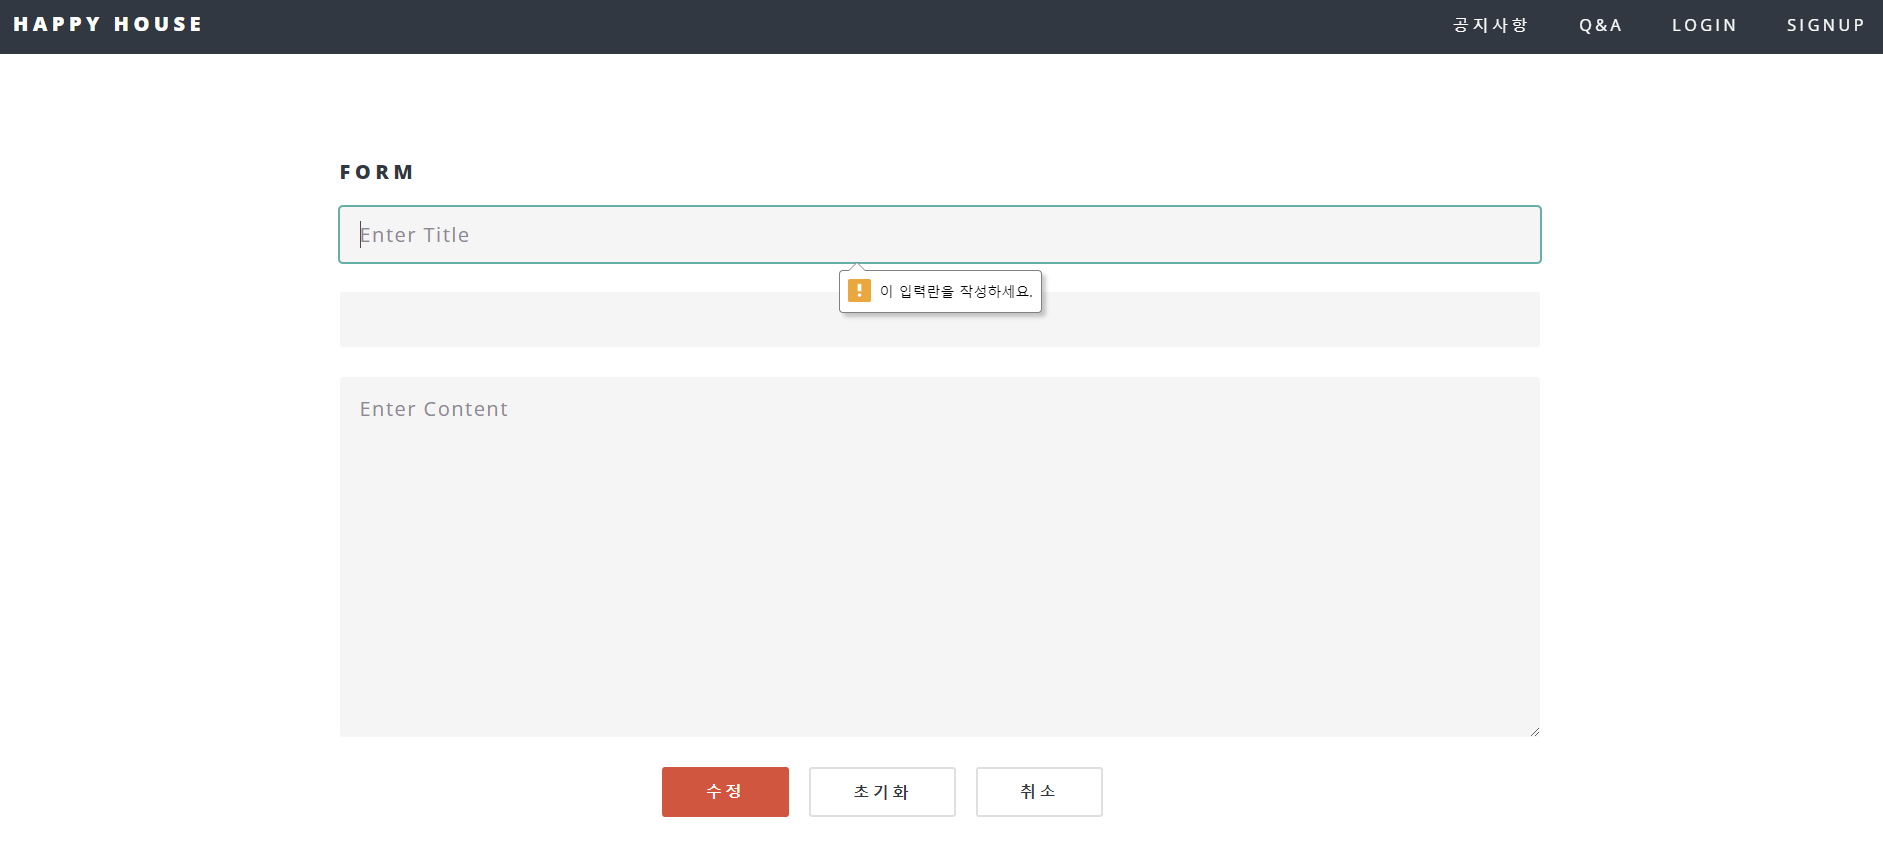 HAPPY HOUSE 공지사항 Q&A LOGIN SIGNUP
FORM
Enter Title
이 입력란을 작성하세요.
Enter Content
수정 초기화 취소